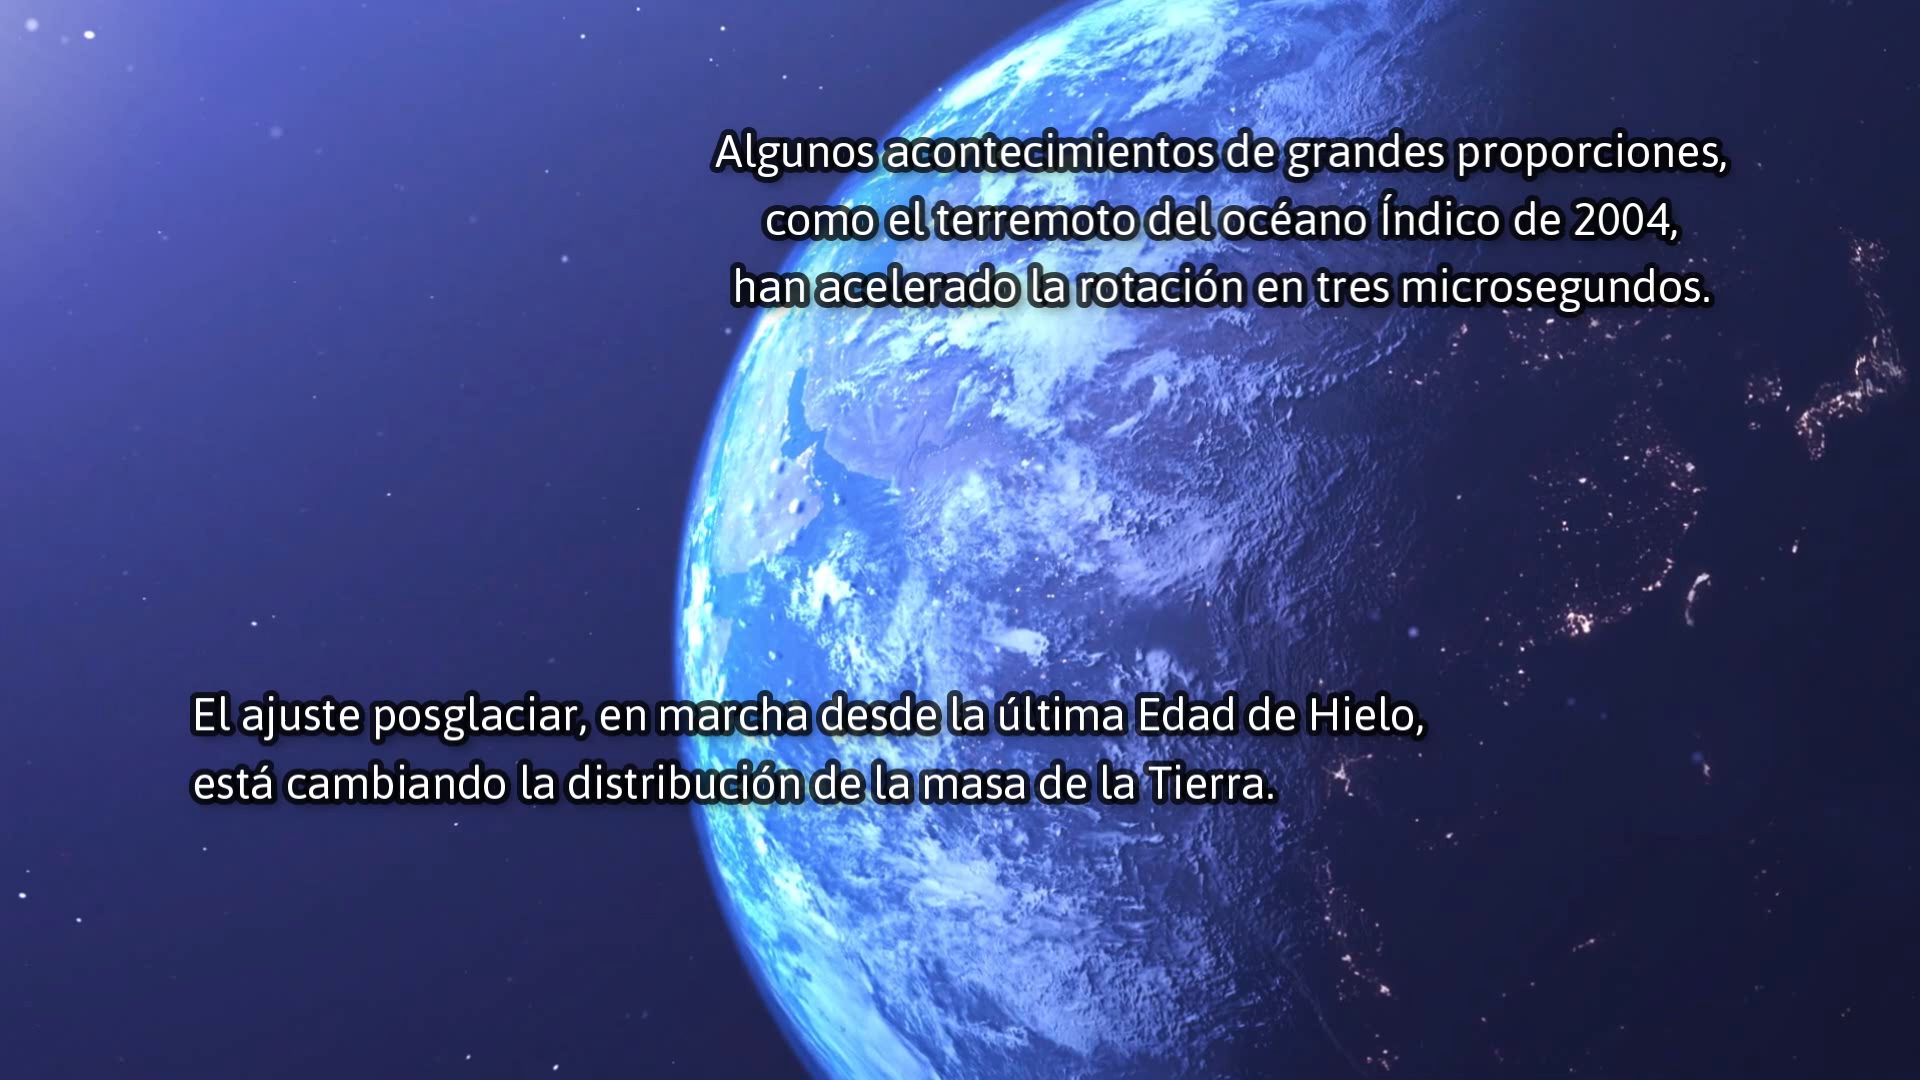 Algunos acontecimientos de grandes proporciones,
como el terremoto del océano Índico de 2004,
han acelerado la rotación en tres microsegundos.
El ajuste posglaciar, en marcha desde la última Edad de Hielo,
está cambiando la distribución de la masa de la Tierra.